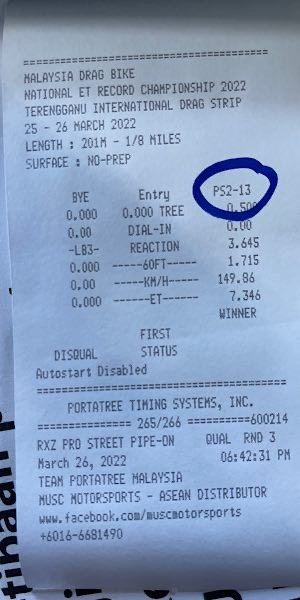 =========================================
MALAYSIA DRAG BIKE
NATIONAL ET RECORD CHAMPIONSHIP 2022
TERENGGANU INTERNATIONAL DRAG STRIP
25 - 26 MARCH 2022
LENGTH : 201M - 1/8 MILES
SURFACE : NO-PREP
BYE Entry PS2-13
0.000 0.000 TREE 0.500
0.00 DIAL-IN 0.00
-LB3- REACTION 3.645
0.000 -----60FT----- 1.715
0.00 -----KM/H----- 149.86
0.000 ------ET------ 7.346
WINNER
FIRST
DISQUAL STATUS
Autostart Disabled
=========================================
PORTATREE TIMING SYSTEMS, INC.
=============== 265/266 ==========600214
RXZ PRO STREET PIPE-ON QUAL RND 3
March 26, 2022 06:42:31 PM
TEAM PORTATREE MALAYSIA
MUSC MOTORSPORTS - ASEAN DISTRIBUTOR
www.facebook.com/muscmotorsports
+6016-6681490